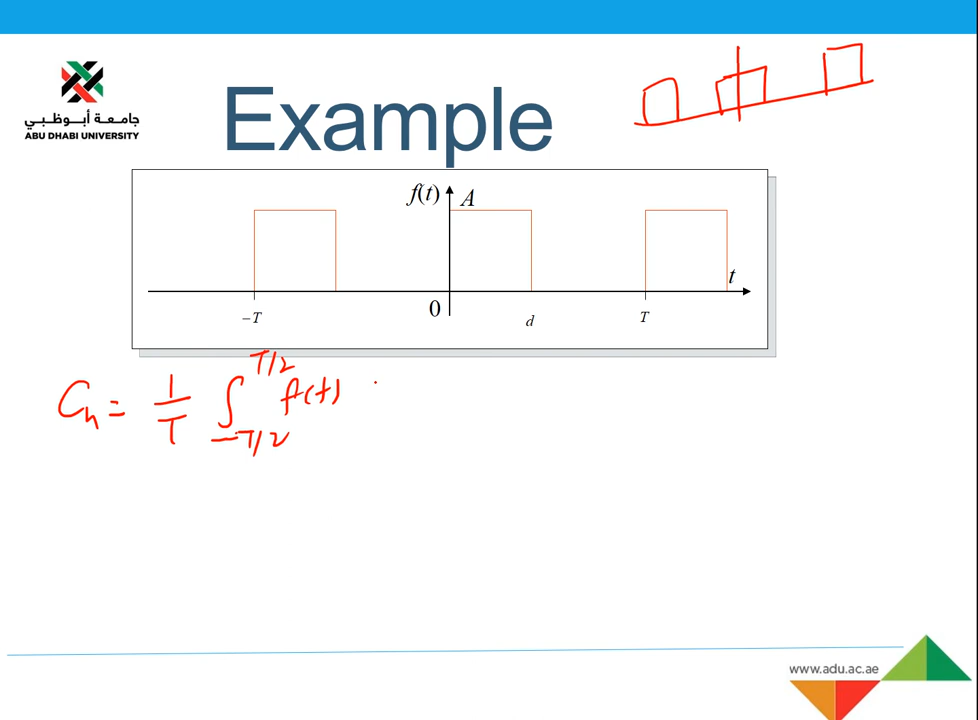 جامعة أبوظبي
ABU DHABI UNIVERSITY
Example
f(t) A
t
0
−T
d
T
Cn = 1/T ∫ -T/2 T/2 f(t)
www.adu.ac.ae